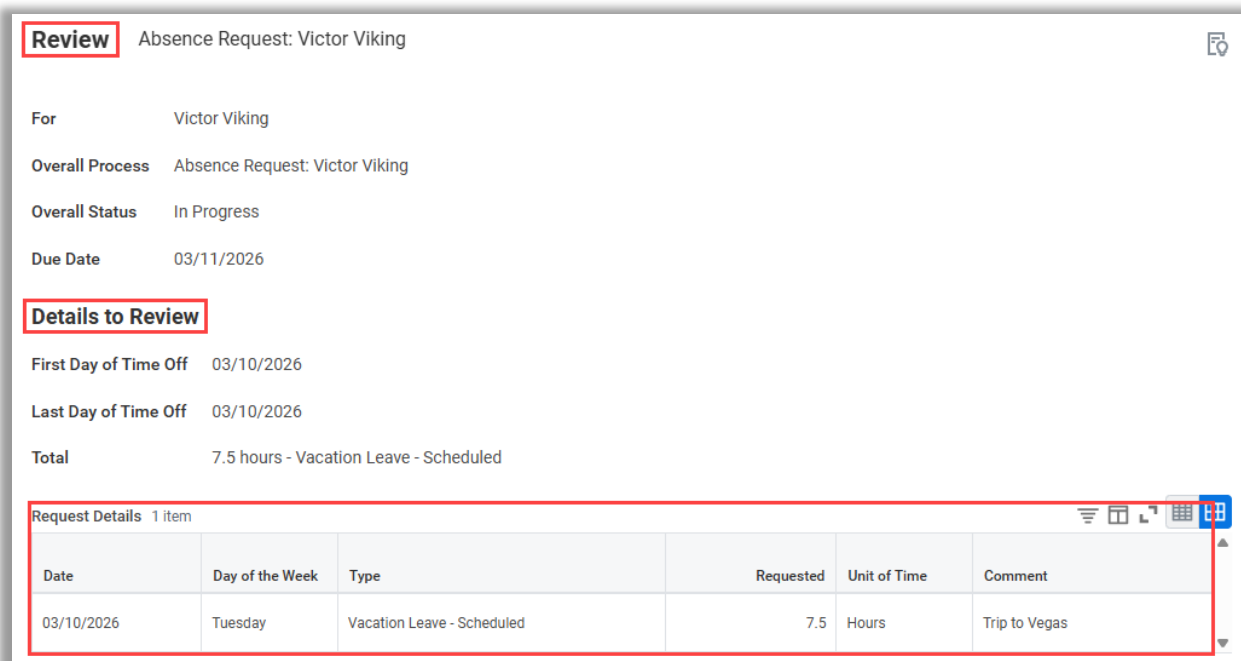 Review Absence Request: Victor Viking
For Victor Viking
Overall Process Absence Request: Victor Viking
Overall Status In Progress
Due Date 03/11/2026
Details to Review
First Day of Time Off 03/10/2026
Last Day of Time Off 03/10/2026
Total 7.5 hours - Vacation Leave - Scheduled
Request Details 1 item
Date Day of the Week Type Requested Unit of Time Comment
03/10/2026 Tuesday Vacation Leave - Scheduled 7.5 Hours Trip to Vegas